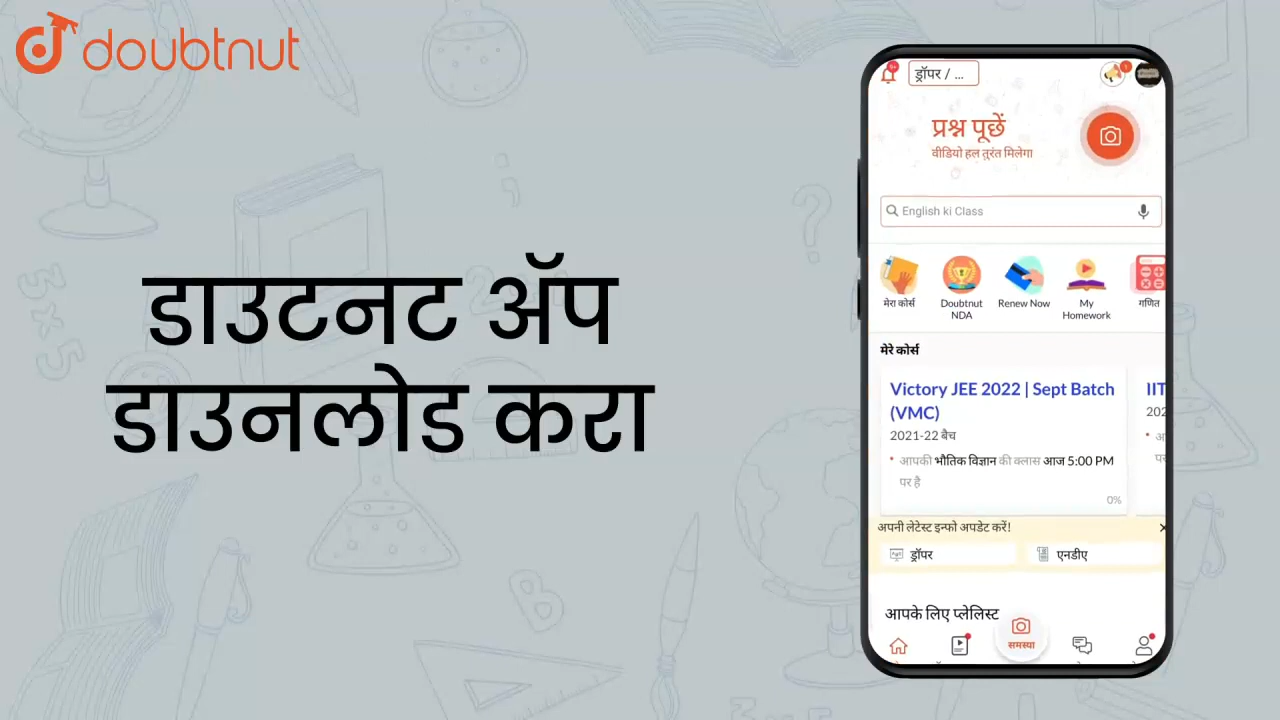 doubtnut
डाउटनट ॲप
डाउनलोड करा
ड्रॉपर / ...
प्रश्न पूछें
वीडियो हल तुरंत मिलेगा
English ki Class
मेरा कोर्स
Doubtnut
NDA
Renew Now
My
Homework
गणित
मेरे कोर्स
Victory JEE 2022 | Sept Batch
(VMC)
2021-22 बैच
आपकी भौतिक विज्ञान की क्लास आज 5:00 PM
पर है
0%
IIT
202
अपनी लेटेस्ट इन्फो अपडेट करें!
ड्रॉपर
एनडीए
आपके लिए प्लेलिस्ट
समस्या